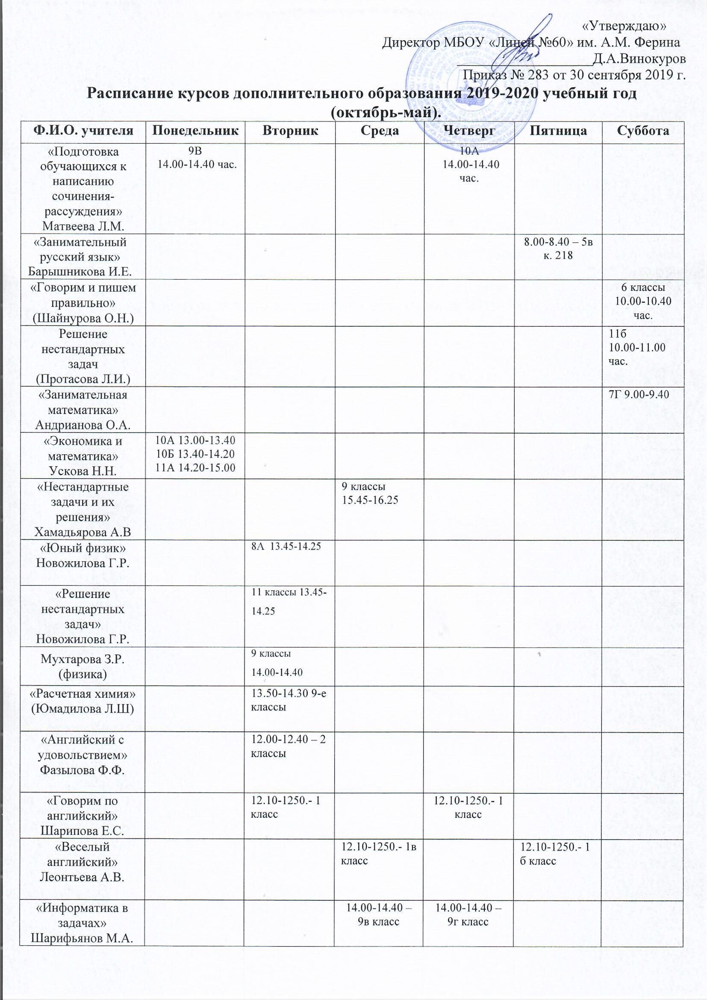 «Утверждаю»
Директор МБОУ «Лицей №60» им. А.М. Ферина
Д.А.Винокуров
Приказ № 283 от 30 сентября 2019 г.
Расписание курсов дополнительного образования 2019-2020 учебный год
(октябрь-май).
Ф.И.О. учителя Понедельник Вторник Среда Четверг Пятница Суббота
«Подготовка
обучающихся к
написанию
сочинения-
рассуждения»
Матвеева Л.М.
9В
14.00-14.40 час.
10А
14.00-14.40
час.
«Занимательный
русский язык»
Барышникова И.Е.
8.00-8.40 – 5в
к. 218
«Говорим и пишем
правильно»
(Шайнурова О.Н.)
6 классы
10.00-10.40
час.
Решение
нестандартных
задач
(Протасова Л.И.)
11б
10.00-11.00
час.
«Занимательная
математика»
Андрианова О.А.
7Г 9.00-9.40
«Экономика и
математика»
Ускова Н.Н.
10А 13.00-13.40
10Б 13.40-14.20
11А 14.20-15.00
«Нестандартные
задачи и их
решения»
Хамадьярова А.В
9 классы
15.45-16.25
«Юный физик»
Новожилова Г.Р.
8А 13.45-14.25
«Решение
нестандартных
задач»
Новожилова Г.Р.
11 классы 13.45-
14.25
Мухтарова З.Р.
(физика)
9 классы
14.00-14.40
«Расчетная химия»
(Юмадилова Л.Ш)
13.50-14.30 9-е
классы
«Английский с
удовольствием»
Фазылова Ф.Ф.
12.00-12.40 – 2
классы
«Говорим по
английский»
Шарипова Е.С.
12.10-1250.- 1
класс
12.10-1250.- 1
класс
«Веселый
английский»
Леонтьева А.В.
12.10-1250.- 1в
класс
12.10-1250.- 1
б класс
«Информатика в
задачах»
Шарифьянов М.А.
14.00-14.40 –
9в класс
14.00-14.40 –
9г класс